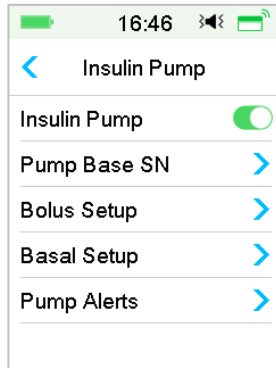 16:46
Insulin Pump
Insulin Pump
Pump Base SN
Bolus Setup
Basal Setup
Pump Alerts